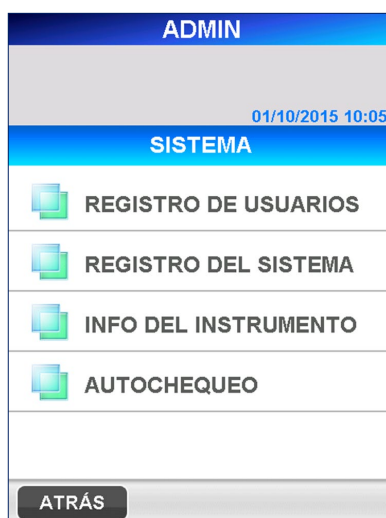 ADMIN
01/10/2015 10:05
SISTEMA
REGISTRO DE USUARIOS
REGISTRO DEL SISTEMA
INFO DEL INSTRUMENTO
AUTOCHEQUEO
ATRÁS